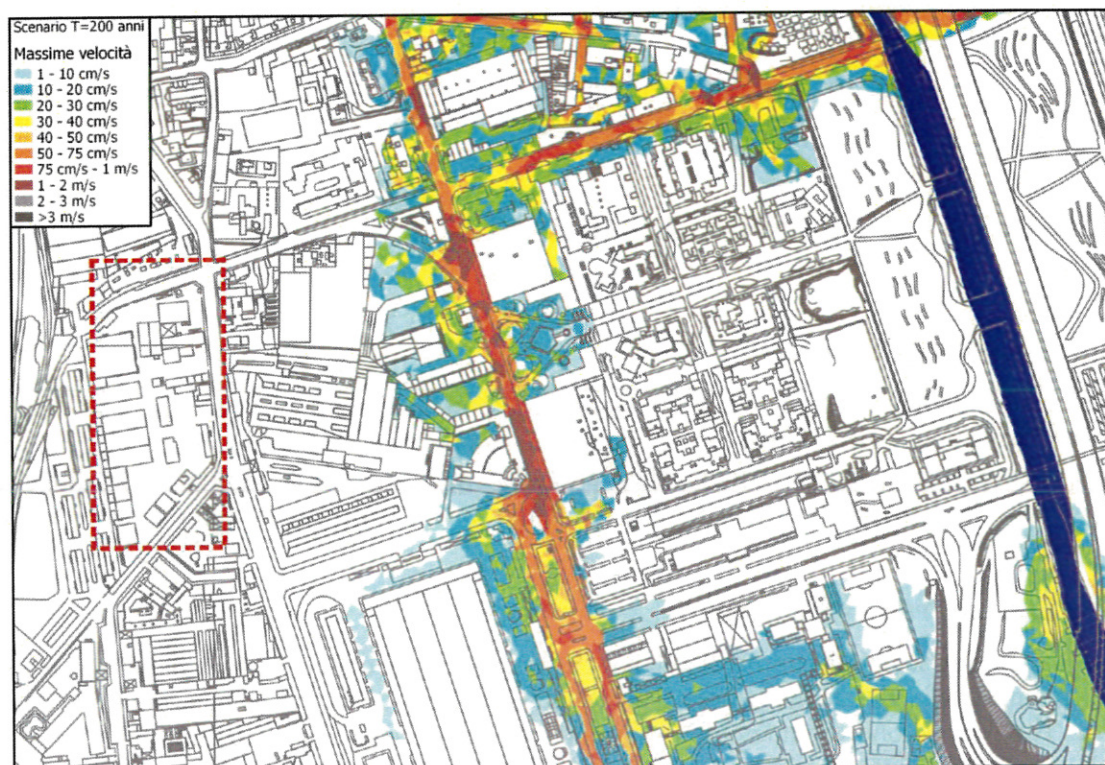 Scenario T=200 anni
Massime velocità
1 - 10 cm/s
10 - 20 cm/s
20 - 30 cm/s
30 - 40 cm/s
40 - 50 cm/s
50 - 75 cm/s
75 cm/s - 1 m/s
1 - 2 m/s
2 - 3 m/s
>3 m/s